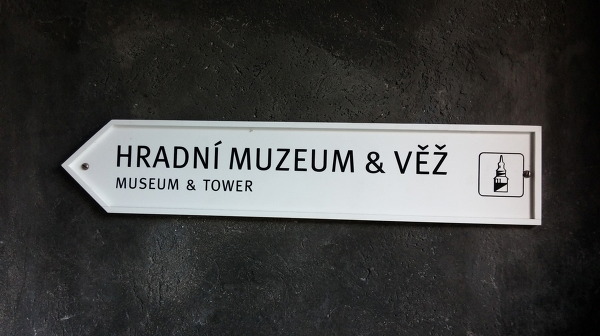 HRADNÍ MUZEUM & VĚŽ
MUSEUM & TOWER